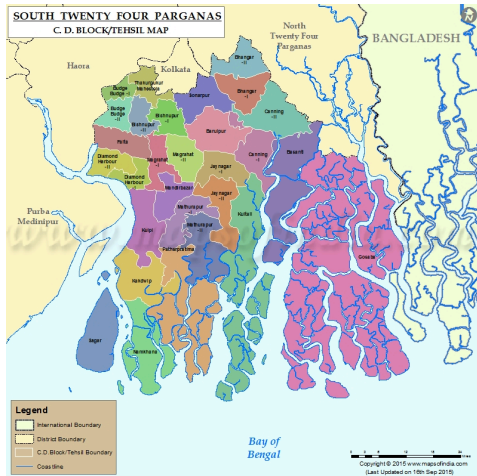 SOUTH TWENTY FOUR PARGANAS
C. D. BLOCK/TEHSIL MAP
North
Twenty Four
Parganas
BANGLADESH
Haora
Kolkata
Bhangar
-II
Thakurpukur
Mahestola
Budge
Budge -I
Bhangar
-I
Sonarpur
Budge
Budge
-II
Canning
-II
Bishnupur
-I
Bishnupur
-II
Baruipur
Falta
Basanti
Magrahat
-II
Canning
-I
Diamond
Harbour
-II
Magrahat
-I
Jaynagar
-I
Diamond
Harbour
-I
Mandirbazar
Jaynagar
-II
Mathurapur
-I
Kultali
Purba
Medinipur
Mathurapur
-II
Kulpi
Patharpratima
Gosaba
Kakdwip
Sagar
Namkhana
Legend
International Boundary
District Boundary
C.D.Block/Tehsil Boundary
Coastline
Bay of
Bengal
Copyright © 2015 www.mapsofindia.com
(Last Updated on 16th Sep 2015)